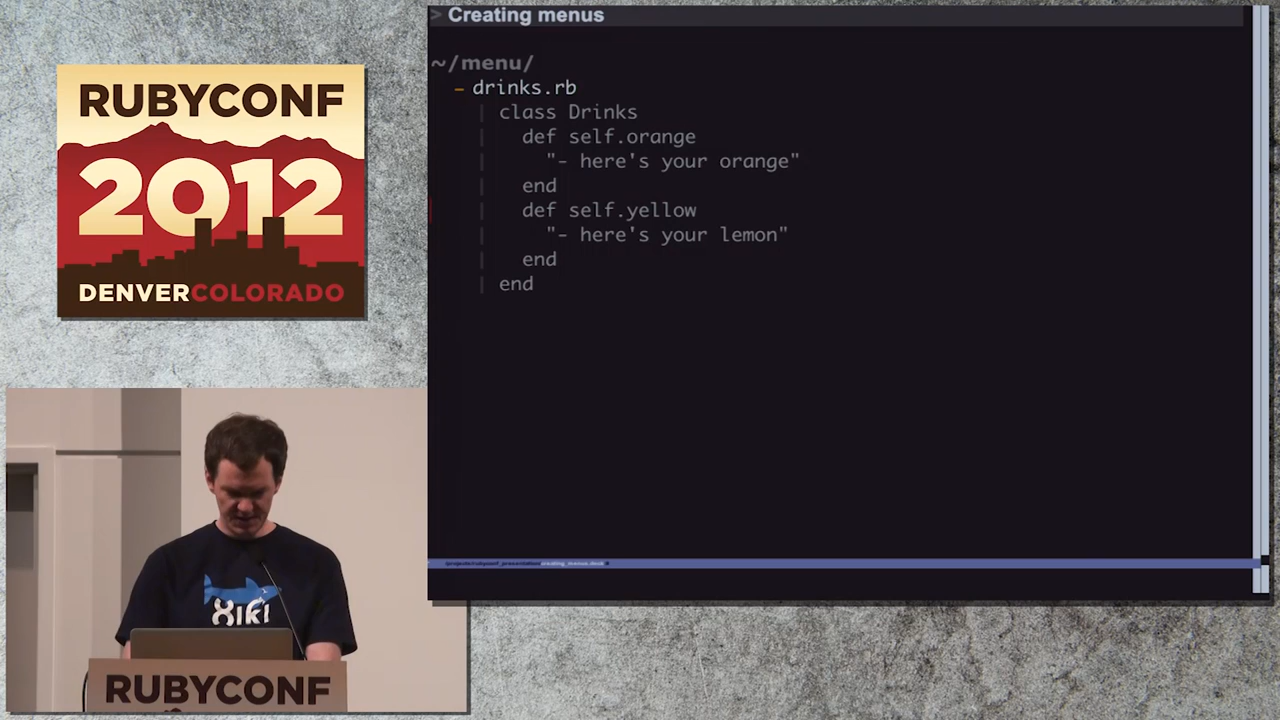 RUBYCONF
2012
DENVERCOLORADO
> Creating menus
~/menu/
– drinks.rb
| class Drinks
|   def self.orange
|     "- here's your orange"
|   end
|   def self.yellow
|     "- here's your lemon"
|   end
| end
XIKI
RUBYCONF